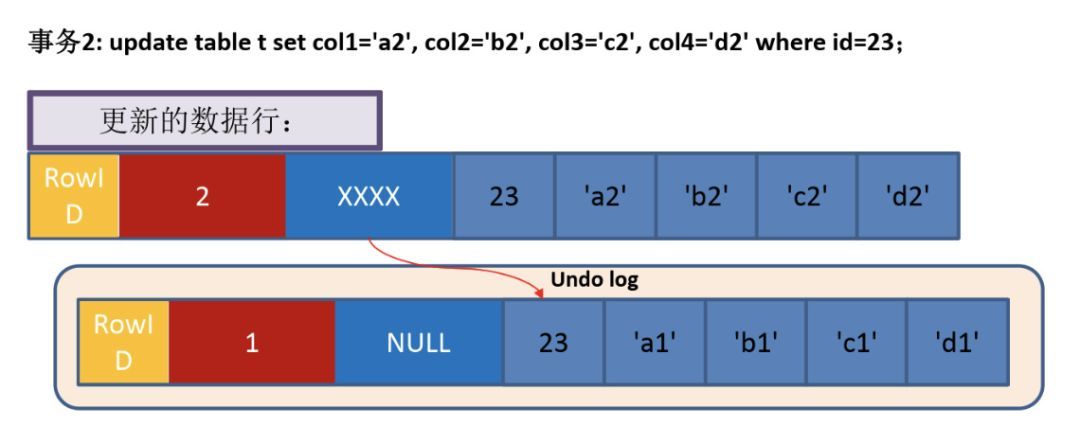 事务2: update table t set col1='a2', col2='b2', col3='c2', col4='d2' where id=23；
更新的数据行：
RowI
D
2
XXXX
23
'a2'
'b2'
'c2'
'd2'
Undo log
RowI
D
1
NULL
23
'a1'
'b1'
'c1'
'd1'